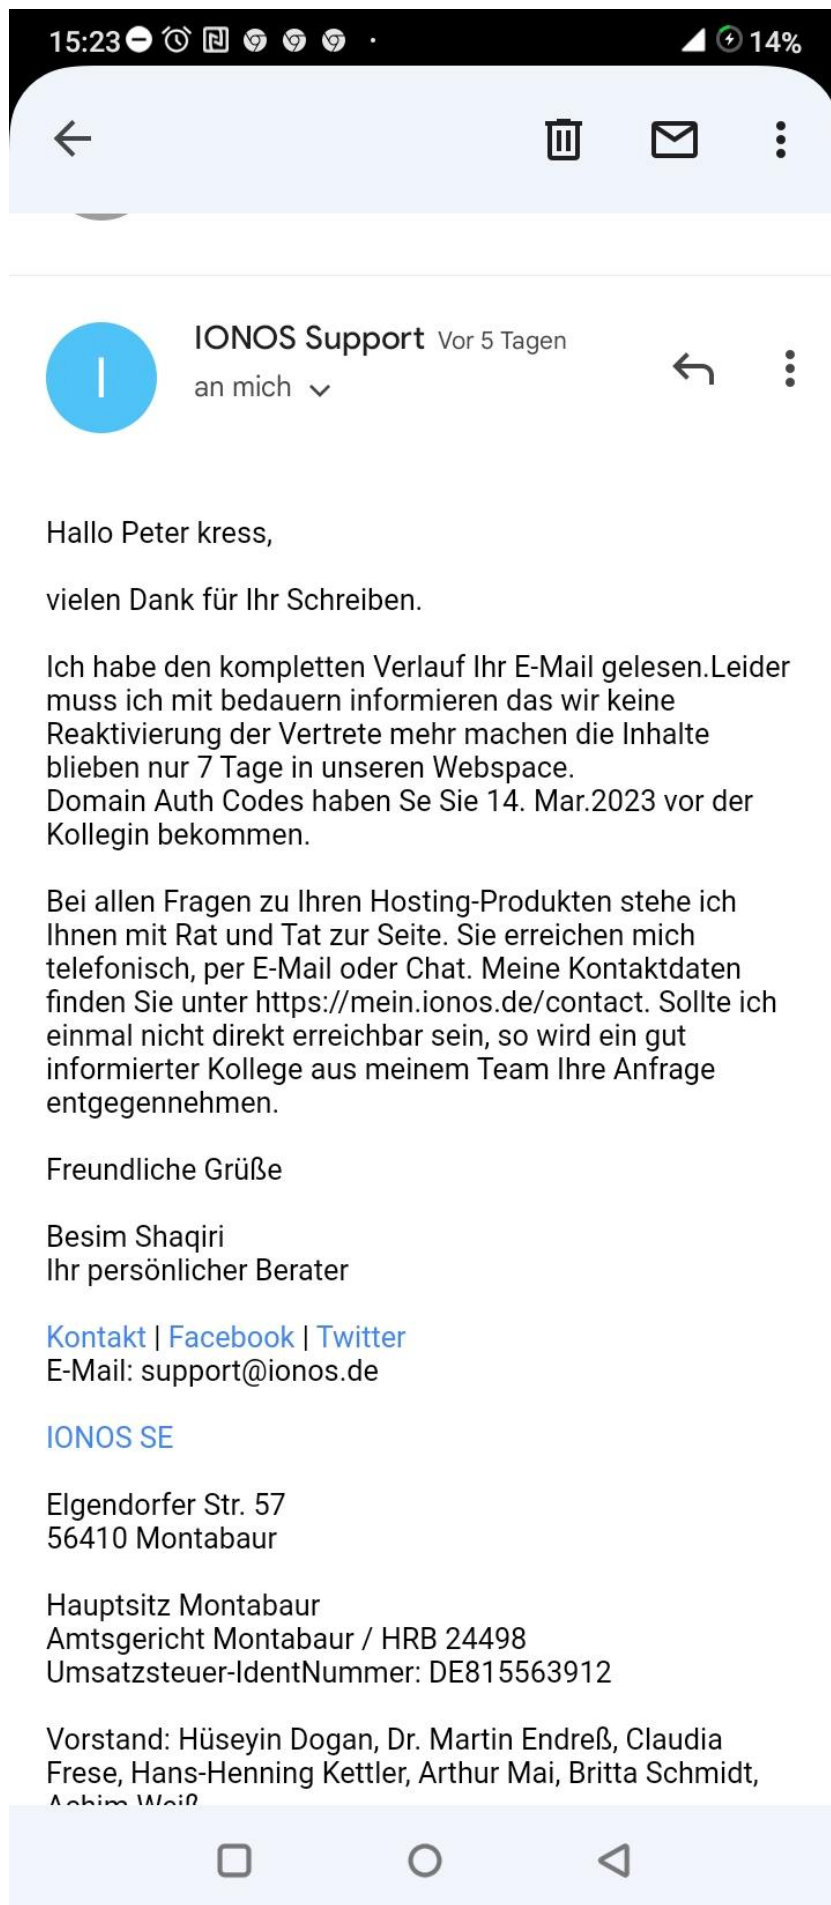 15:23 14%
IONOS Support Vor 5 Tagen
I
an mich
Hallo Peter kress,
vielen Dank für Ihr Schreiben.
Ich habe den kompletten Verlauf Ihr E-Mail gelesen.Leider
muss ich mit bedauern informieren das wir keine
Reaktivierung der Vertrete mehr machen die Inhalte
blieben nur 7 Tage in unseren Webspace.
Domain Auth Codes haben Se Sie 14. Mar.2023 vor der
Kollegin bekommen.
Bei allen Fragen zu Ihren Hosting-Produkten stehe ich
Ihnen mit Rat und Tat zur Seite. Sie erreichen mich
telefonisch, per E-Mail oder Chat. Meine Kontaktdaten
finden Sie unter https://mein.ionos.de/contact. Sollte ich
einmal nicht direkt erreichbar sein, so wird ein gut
informierter Kollege aus meinem Team Ihre Anfrage
entgegennehmen.
Freundliche Grüße
Besim Shaqiri
Ihr persönlicher Berater
Kontakt | Facebook | Twitter
E-Mail: support@ionos.de
IONOS SE
Elgendorfer Str. 57
56410 Montabaur
Hauptsitz Montabaur
Amtsgericht Montabaur / HRB 24498
Umsatzsteuer-IdentNummer: DE815563912
Vorstand: Hüseyin Dogan, Dr. Martin Endreß, Claudia
Frese, Hans-Henning Kettler, Arthur Mai, Britta Schmidt,
Achim Weiß